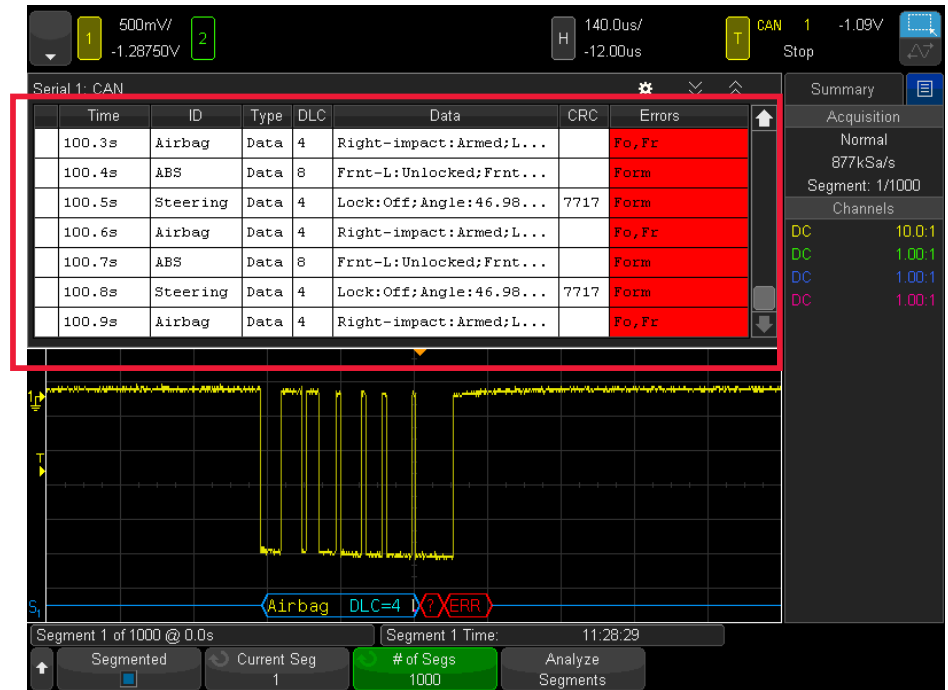 1 500mV/ -1.28750V 2 H 140.0us/ -12.00us T CAN 1 -1.09V Stop
Serial 1: CAN
Time ID Type DLC Data CRC Errors
100.3s Airbag Data 4 Right-impact:Armed;L... Fo,Fr
100.4s ABS Data 8 Frnt-L:Unlocked;Frnt... Form
100.5s Steering Data 4 Lock:Off;Angle:46.98... 7717 Form
100.6s Airbag Data 4 Right-impact:Armed;L... Fo,Fr
100.7s ABS Data 8 Frnt-L:Unlocked;Frnt... Form
100.8s Steering Data 4 Lock:Off;Angle:46.98... 7717 Form
100.9s Airbag Data 4 Right-impact:Armed;L... Fo,Fr
Summary
Acquisition
Normal
877kSa/s
Segment: 1/1000
Channels
DC 10.0:1
DC 1.00:1
DC 1.00:1
DC 1.00:1
1
T
S1 Airbag DLC=4 ? ERR
Segment 1 of 1000 @ 0.0s Segment 1 Time: 11:28:29
Segmented Current Seg 1 # of Segs 1000 Analyze Segments